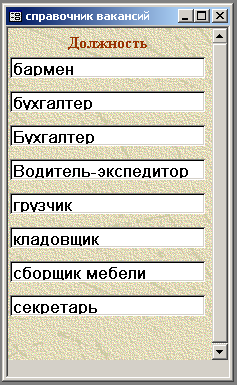 справочник вакансий
Должность
бармен
бухгалтер
Бухгалтер
Водитель-экспедитор
грузчик
кладовщик
сборщик мебели
секретарь